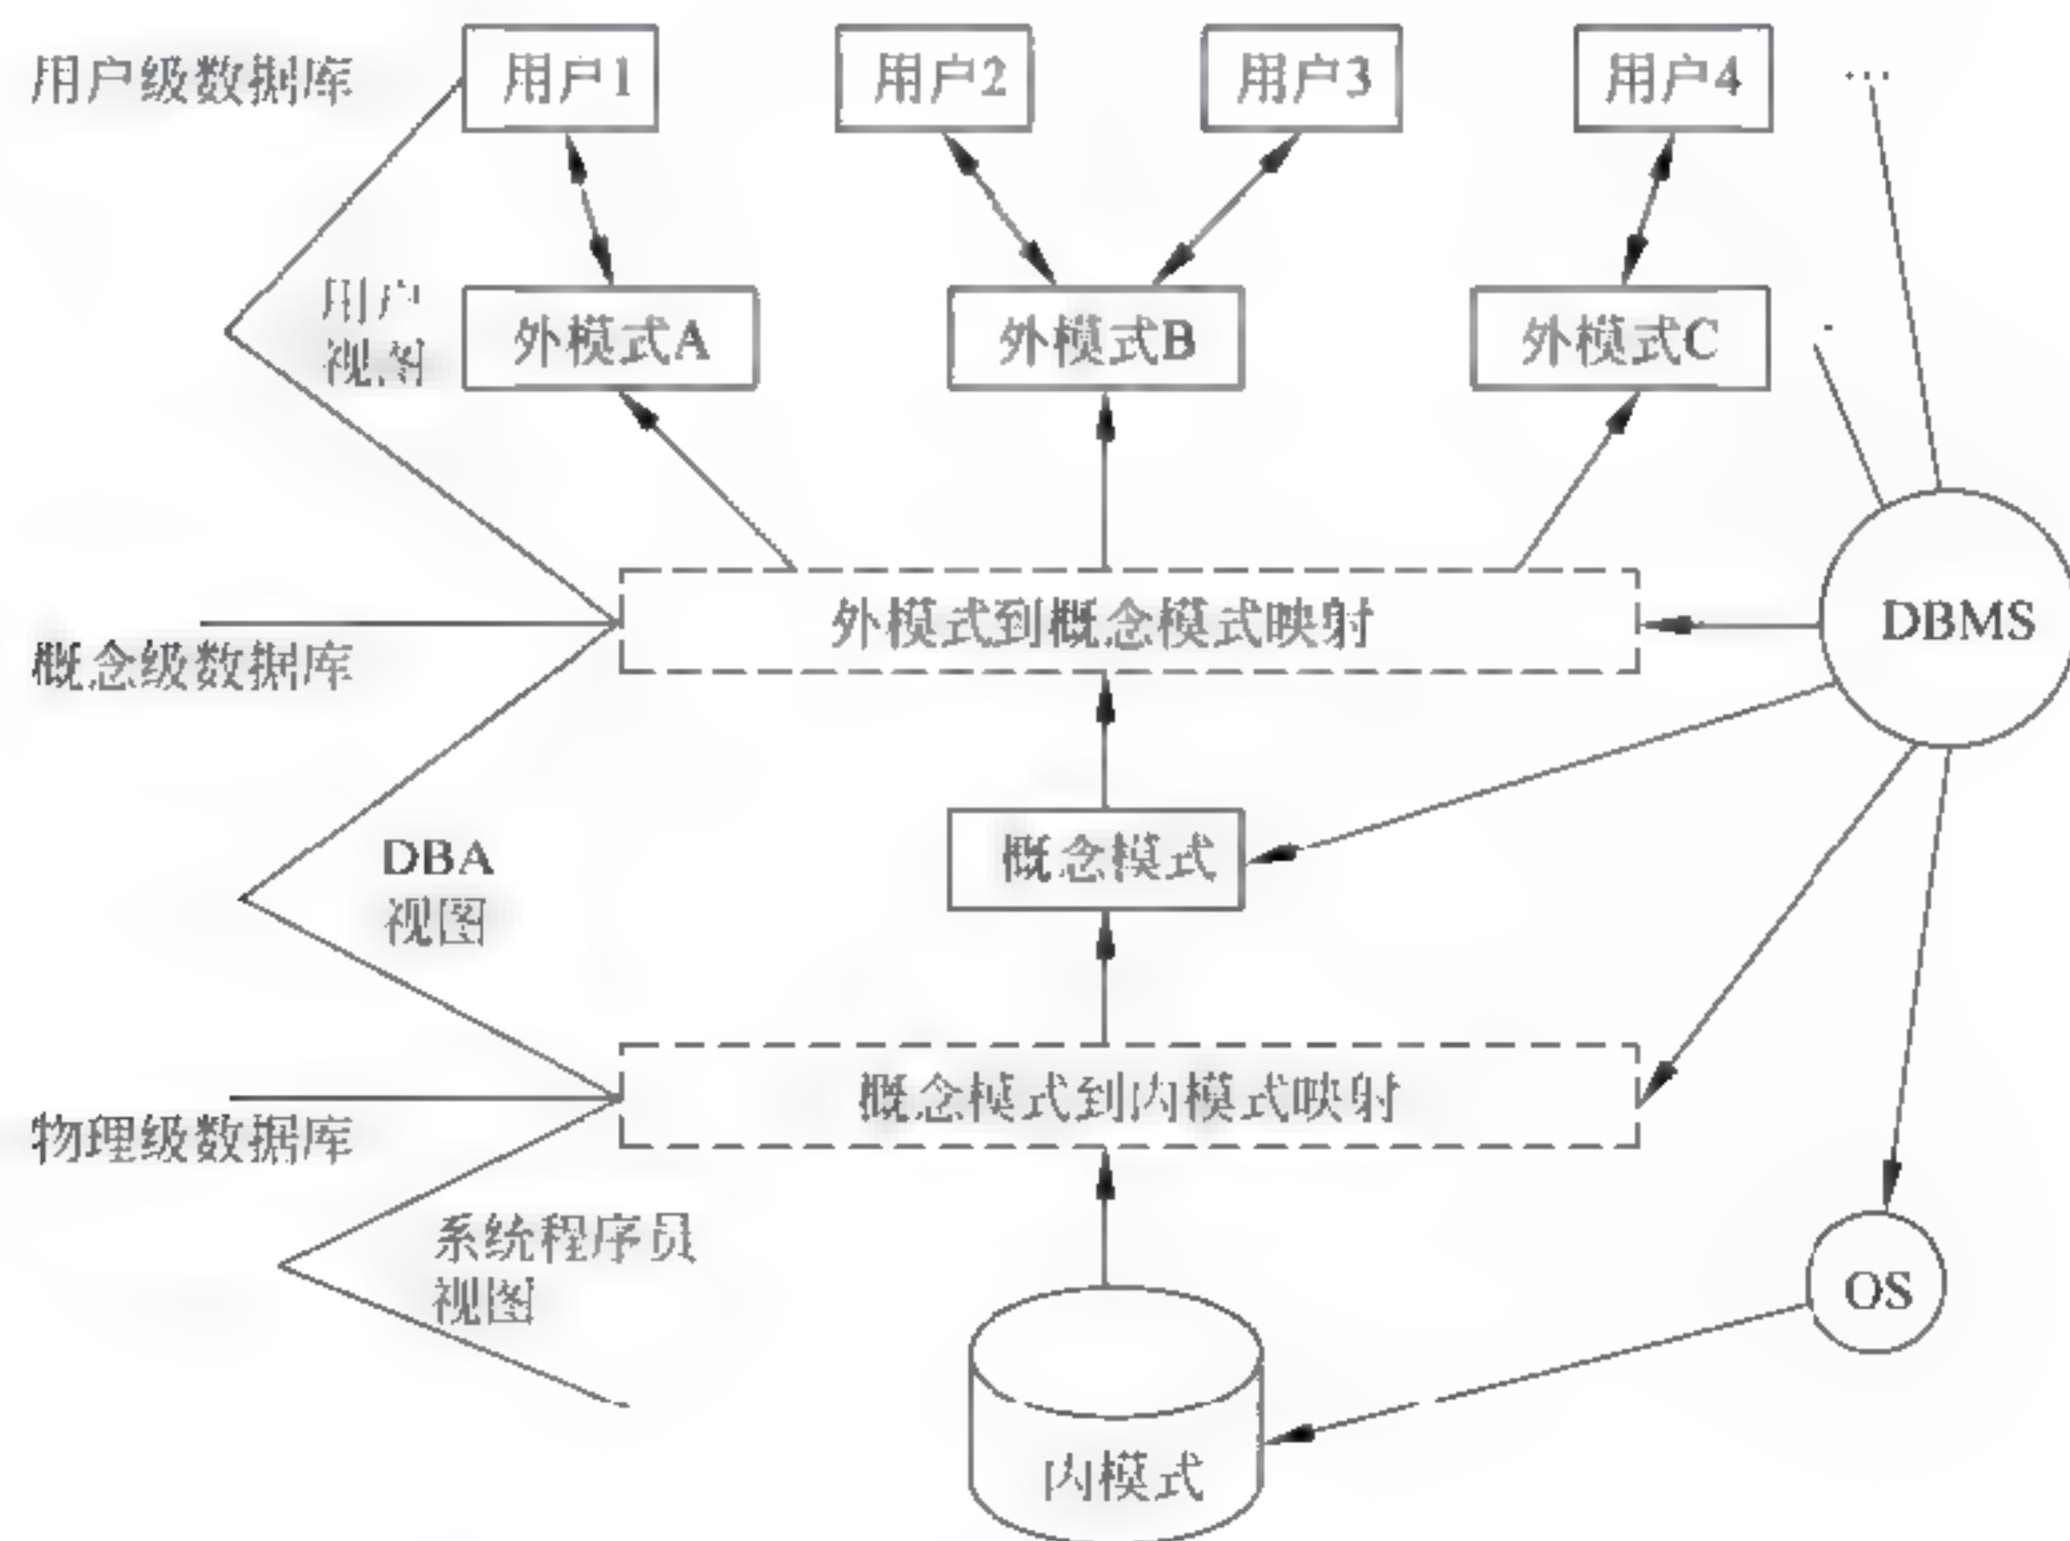 用户级数据库
用户1
用户2
用户3
用户4
…
用户
视图
外模式A
外模式B
外模式C
外模式到概念模式映射
DBMS
概念级数据库
DBA
视图
概念模式
概念模式到内模式映射
物理级数据库
系统程序员
视图
OS
内模式